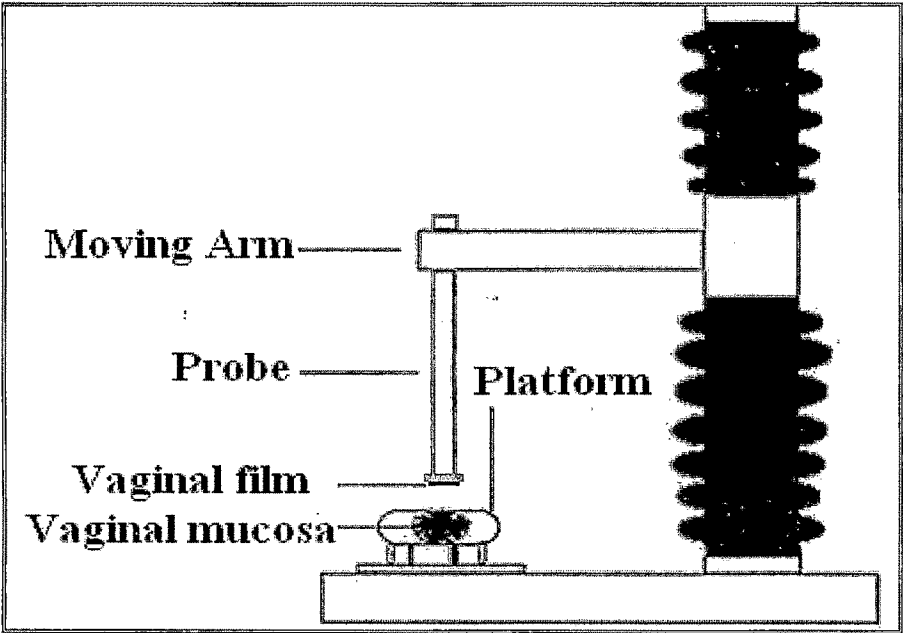 Moving Arm
Probe
Platform
Vaginal film
Vaginal mucosa